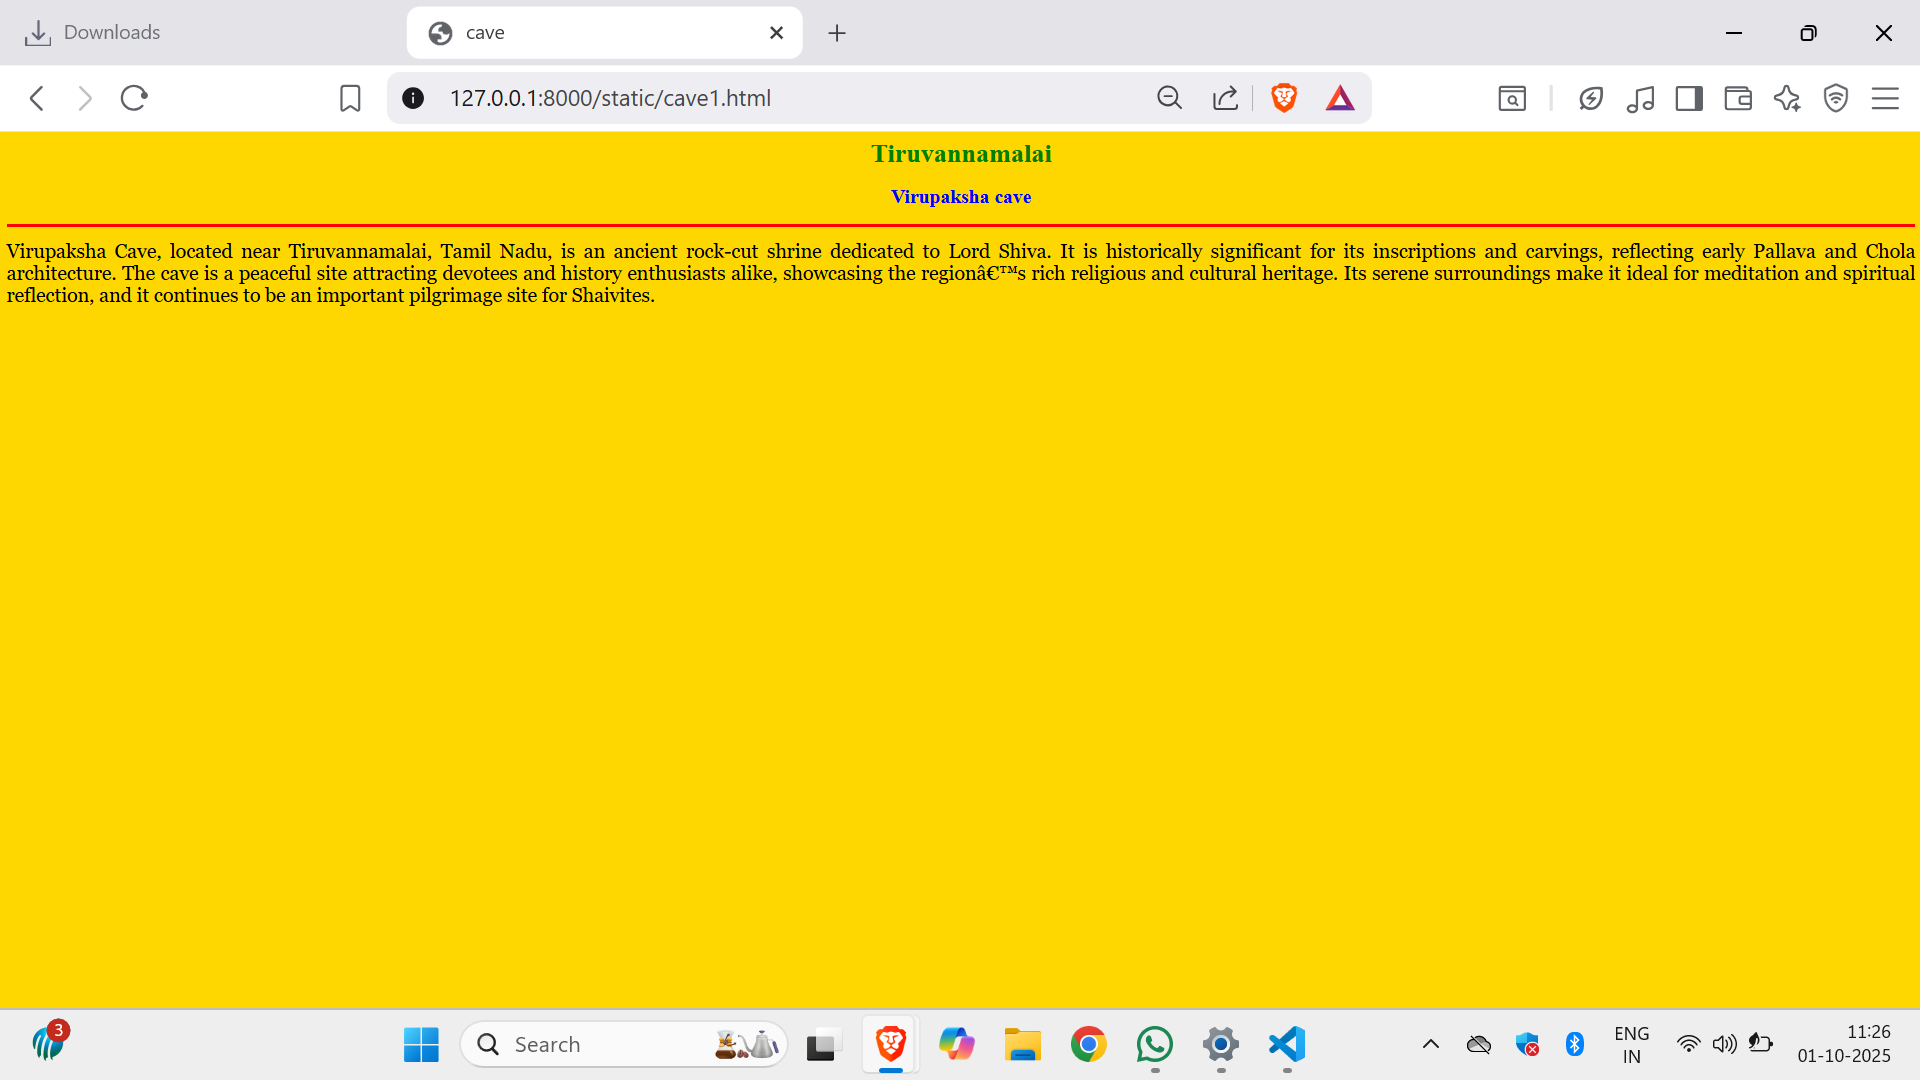 Downloads
cave
127.0.0.1:8000/static/cave1.html
Tiruvannamalai
Virupaksha cave
Virupaksha Cave, located near Tiruvannamalai, Tamil Nadu, is an ancient rock-cut shrine dedicated to Lord Shiva. It is historically significant for its inscriptions and carvings, reflecting early Pallava and Chola
architecture. The cave is a peaceful site attracting devotees and history enthusiasts alike, showcasing the regionâ€™s rich religious and cultural heritage. Its serene surroundings make it ideal for meditation and spiritual
reflection, and it continues to be an important pilgrimage site for Shaivites.
3
Search
ENG
IN
11:26
01-10-2025